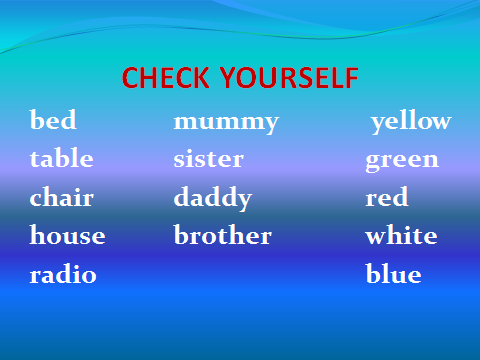 CHECK YOURSELF
bed mummy yellow
table sister green
chair daddy red
house brother white
radio blue